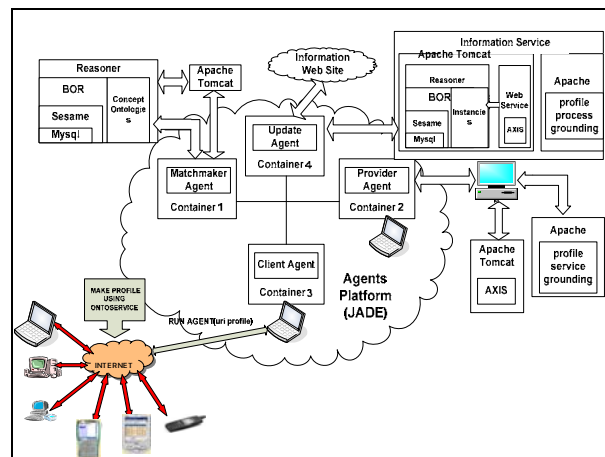 Reasoner
BOR
Sesame
Mysql
Concept
Ontologie
s
Apache
Tomcat
Information
Web Site
Information Service
Apache Tomcat
Reasoner
BOR
Sesame
Mysql
Instancies
Web
Service
AXIS
Apache
profile
process
grounding
Update
Agent
Container 4
Matchmaker
Agent
Container 1
Provider
Agent
Container 2
Client Agent
Container 3
Agents
Platform
(JADE)
Apache
Tomcat
AXIS
Apache
profile
service
grounding
MAKE PROFILE
USING
ONTOSERVICE
RUN AGENT(uri profile)
INTERNET